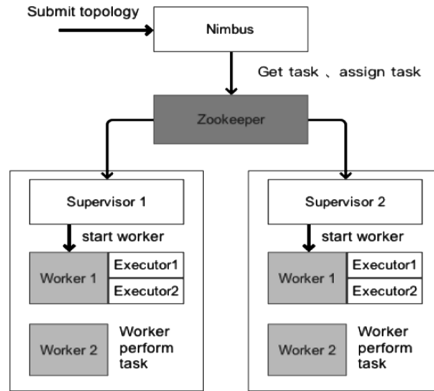 Submit topology
Nimbus
Get task 、assign task
Zookeeper
Supervisor 1
start worker
Worker 1
Executor1
Executor2
Worker 2
Worker
perform
task
Supervisor 2
start worker
Worker 1
Executor1
Executor2
Worker 2
Worker
perform
task